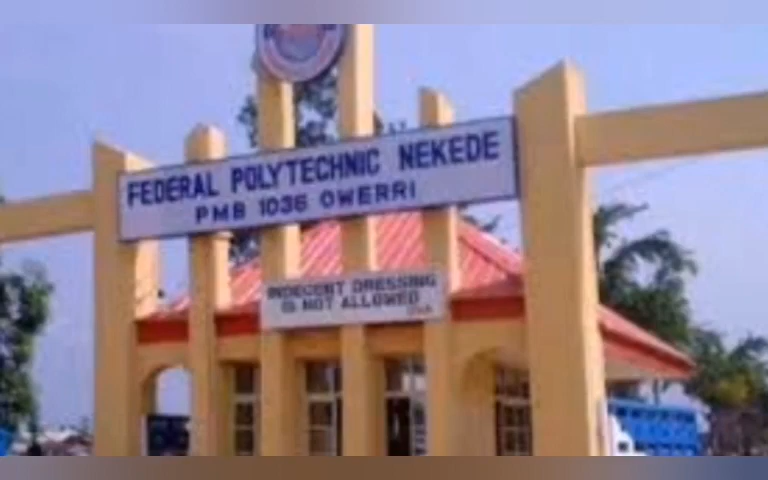 FEDERAL POLYTECHNIC NEKEDE
PMB 1036 OWERRI
INDECENT DRESSING
IS NOT ALLOWED